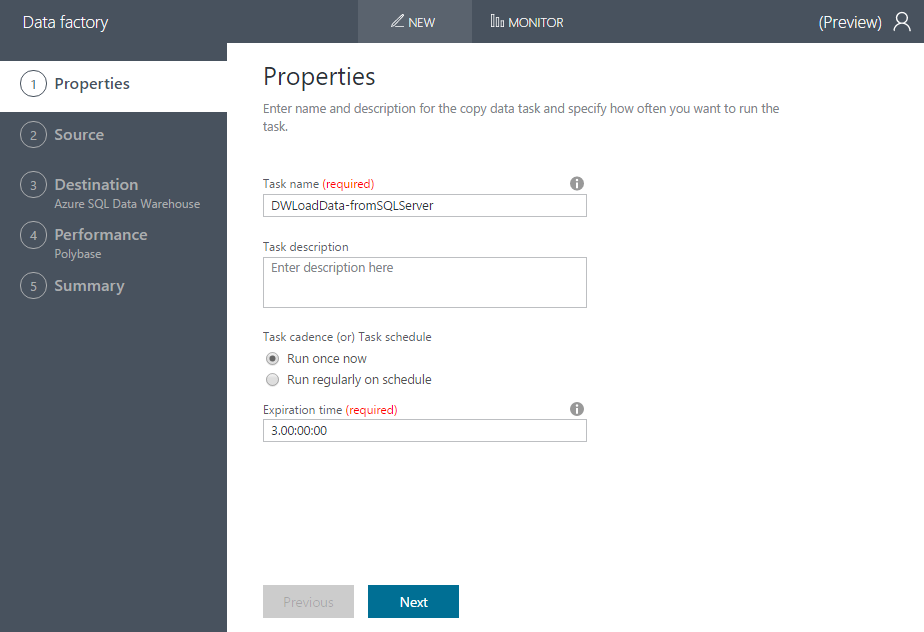 Data factory
NEW
MONITOR
(Preview)
1 Properties
2 Source
3 Destination
Azure SQL Data Warehouse
4 Performance
Polybase
5 Summary
Properties
Enter name and description for the copy data task and specify how often you want to run the
task.
Task name (required)
DWLoadData-fromSQLServer
Task description
Enter description here
Task cadence (or) Task schedule
Run once now
Run regularly on schedule
Expiration time (required)
3.00:00:00
Previous
Next